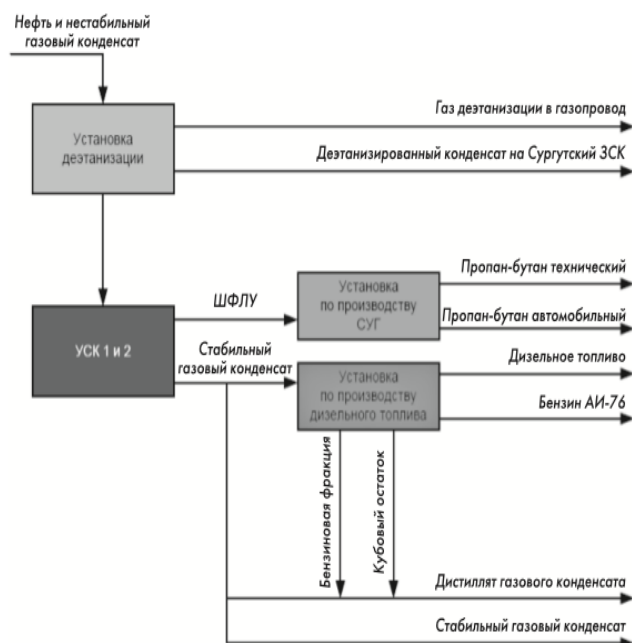 Нефть и нестабильный
газовый конденсат
Установка
деэтанизации
Газ деэтанизации в газопровод
Деэтанизированный конденсат на Сургутский ЗСК
УСК 1 и 2
ШФЛУ
Стабильный
газовый конденсат
Установка
по производству
СУГ
Пропан-бутан технический
Пропан-бутан автомобильный
Установка
по производству
дизельного топлива
Дизельное топливо
Бензин АИ-76
Бензиновая фракция
Кубовый остаток
Дистиллят газового конденсата
Стабильный газовый конденсат